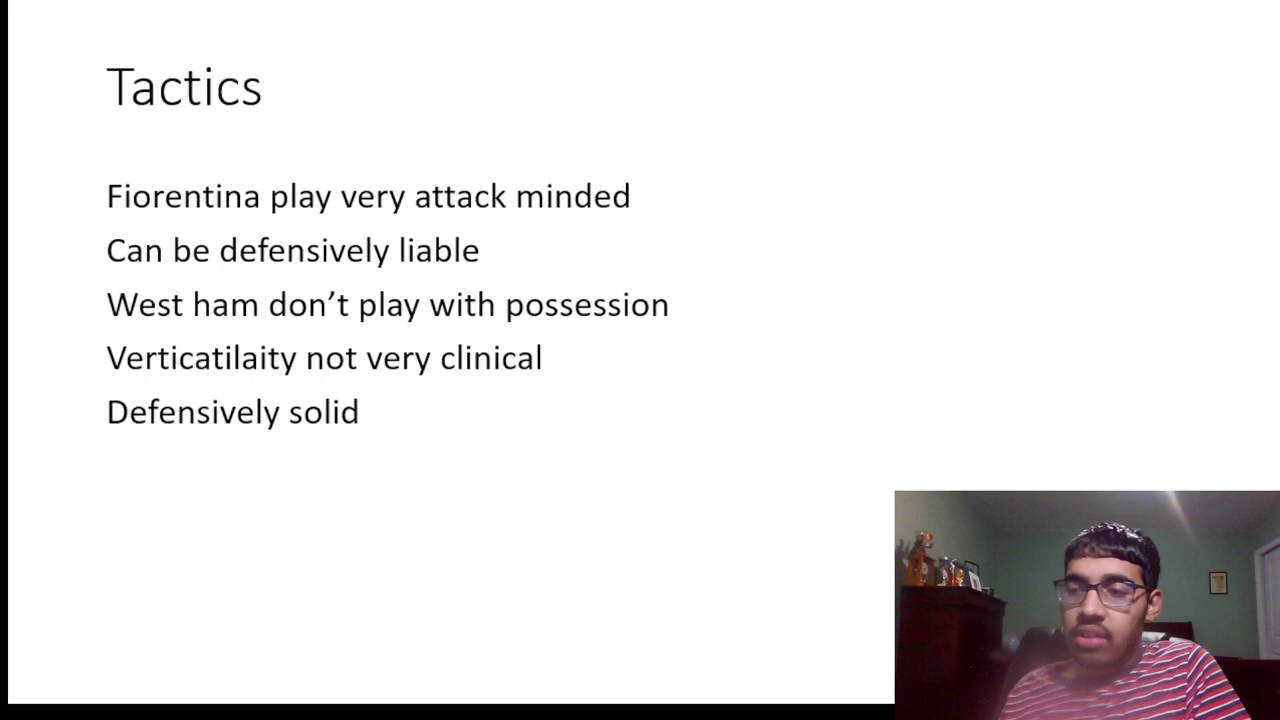 Tactics
Fiorentina play very attack minded
Can be defensively liable
West ham don’t play with possession
Verticatilaity not very clinical
Defensively solid